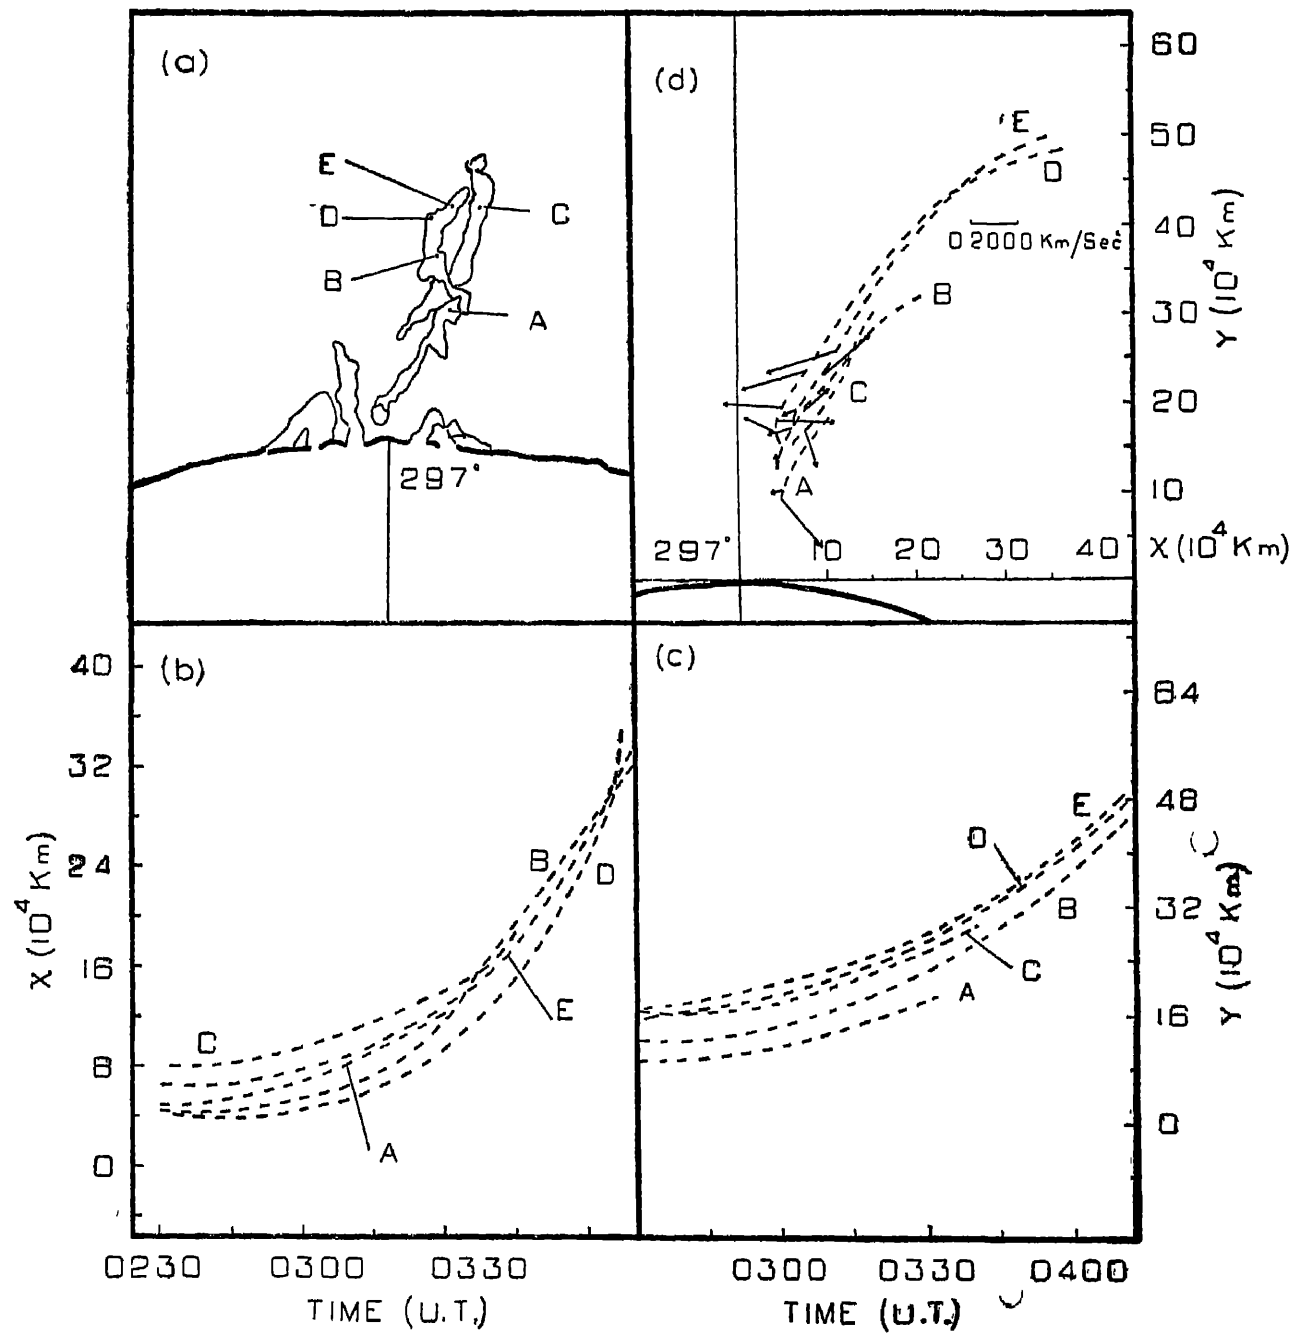 (a)
E
D
C
B
A
297°
(d)
60
E
50
D
40
0 2000 Km/Sec
B
30
Y (10⁴ Km)
C
20
A
10
297°
10 20 30 40 X (10⁴ Km)
(b)
40
32
B
24
D
X (10⁴ Km)
16
E
C
8
A
0
0230 0300 0330
TIME (U.T.)
(c)
64
E
48
D
B
32
C
A
16
Y (10⁴ Km)
0
0300 0330 0400
TIME (U.T.)